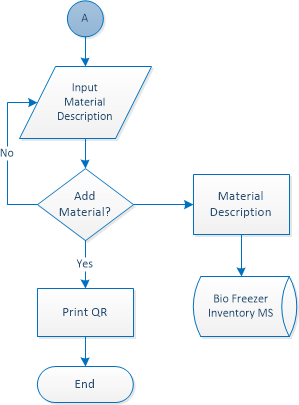 A
Input
Material
Description
No
Add
Material?
Material
Description
Yes
Bio Freezer
Inventory MS
Print QR
End